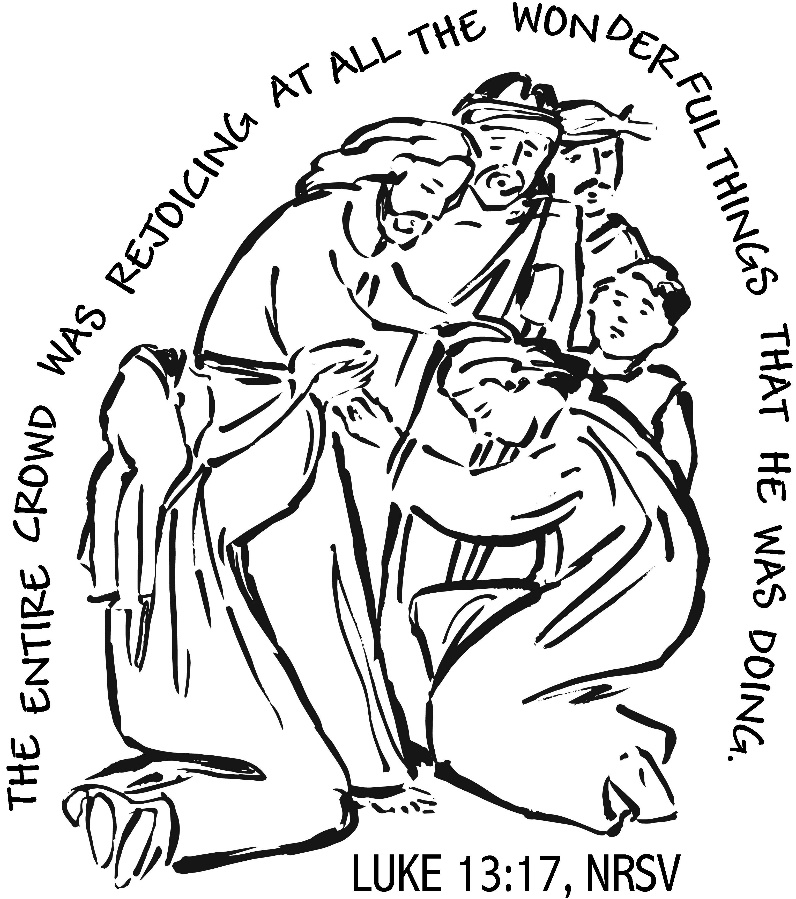 THE ENTIRE CROWD WAS REJOICING AT ALL THE WONDERFUL THINGS THAT HE WAS DOING.
LUKE 13:17, NRSV